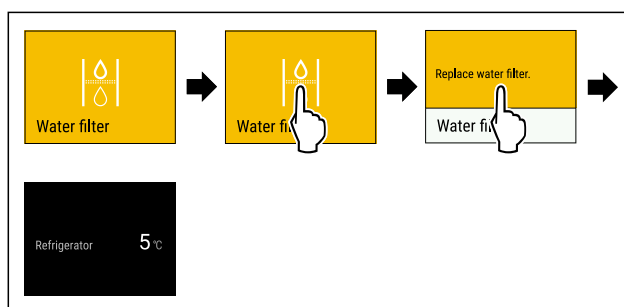 Water filter
Water fi
Replace water filter.
Water fi
Refrigerator 5 °C